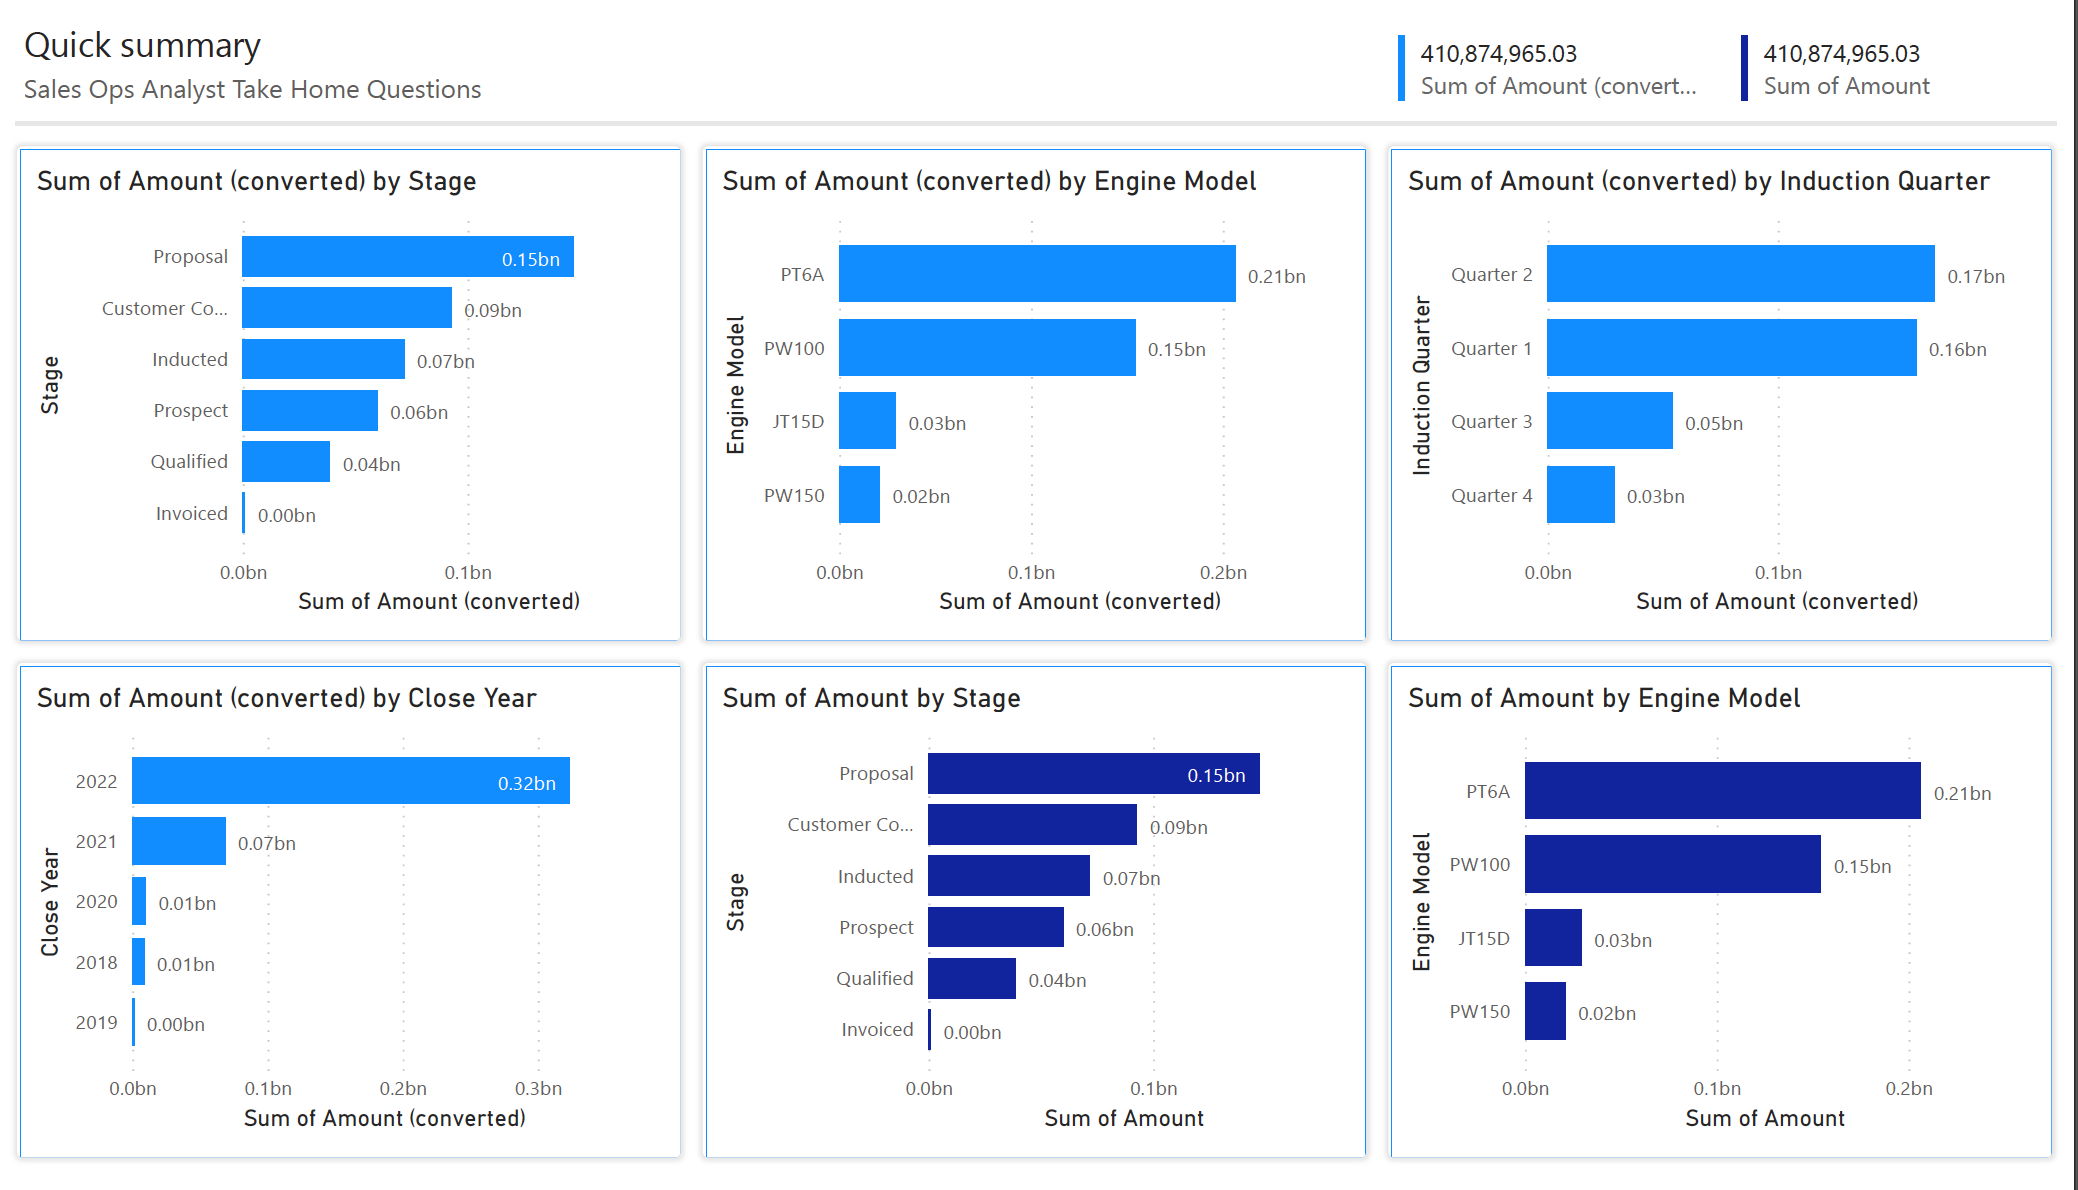 Quick summary
Sales Ops Analyst Take Home Questions
410,874,965.03
Sum of Amount (convert...
410,874,965.03
Sum of Amount
Sum of Amount (converted) by Stage
Stage
Proposal 0.15bn
Customer Co... 0.09bn
Inducted 0.07bn
Prospect 0.06bn
Qualified 0.04bn
Invoiced 0.00bn
0.0bn 0.1bn
Sum of Amount (converted)
Sum of Amount (converted) by Engine Model
Engine Model
PT6A 0.21bn
PW100 0.15bn
JT15D 0.03bn
PW150 0.02bn
0.0bn 0.1bn 0.2bn
Sum of Amount (converted)
Sum of Amount (converted) by Induction Quarter
Induction Quarter
Quarter 2 0.17bn
Quarter 1 0.16bn
Quarter 3 0.05bn
Quarter 4 0.03bn
0.0bn 0.1bn
Sum of Amount (converted)
Sum of Amount (converted) by Close Year
Close Year
2022 0.32bn
2021 0.07bn
2020 0.01bn
2018 0.01bn
2019 0.00bn
0.0bn 0.1bn 0.2bn 0.3bn
Sum of Amount (converted)
Sum of Amount by Stage
Stage
Proposal 0.15bn
Customer Co... 0.09bn
Inducted 0.07bn
Prospect 0.06bn
Qualified 0.04bn
Invoiced 0.00bn
0.0bn 0.1bn
Sum of Amount
Sum of Amount by Engine Model
Engine Model
PT6A 0.21bn
PW100 0.15bn
JT15D 0.03bn
PW150 0.02bn
0.0bn 0.1bn 0.2bn
Sum of Amount